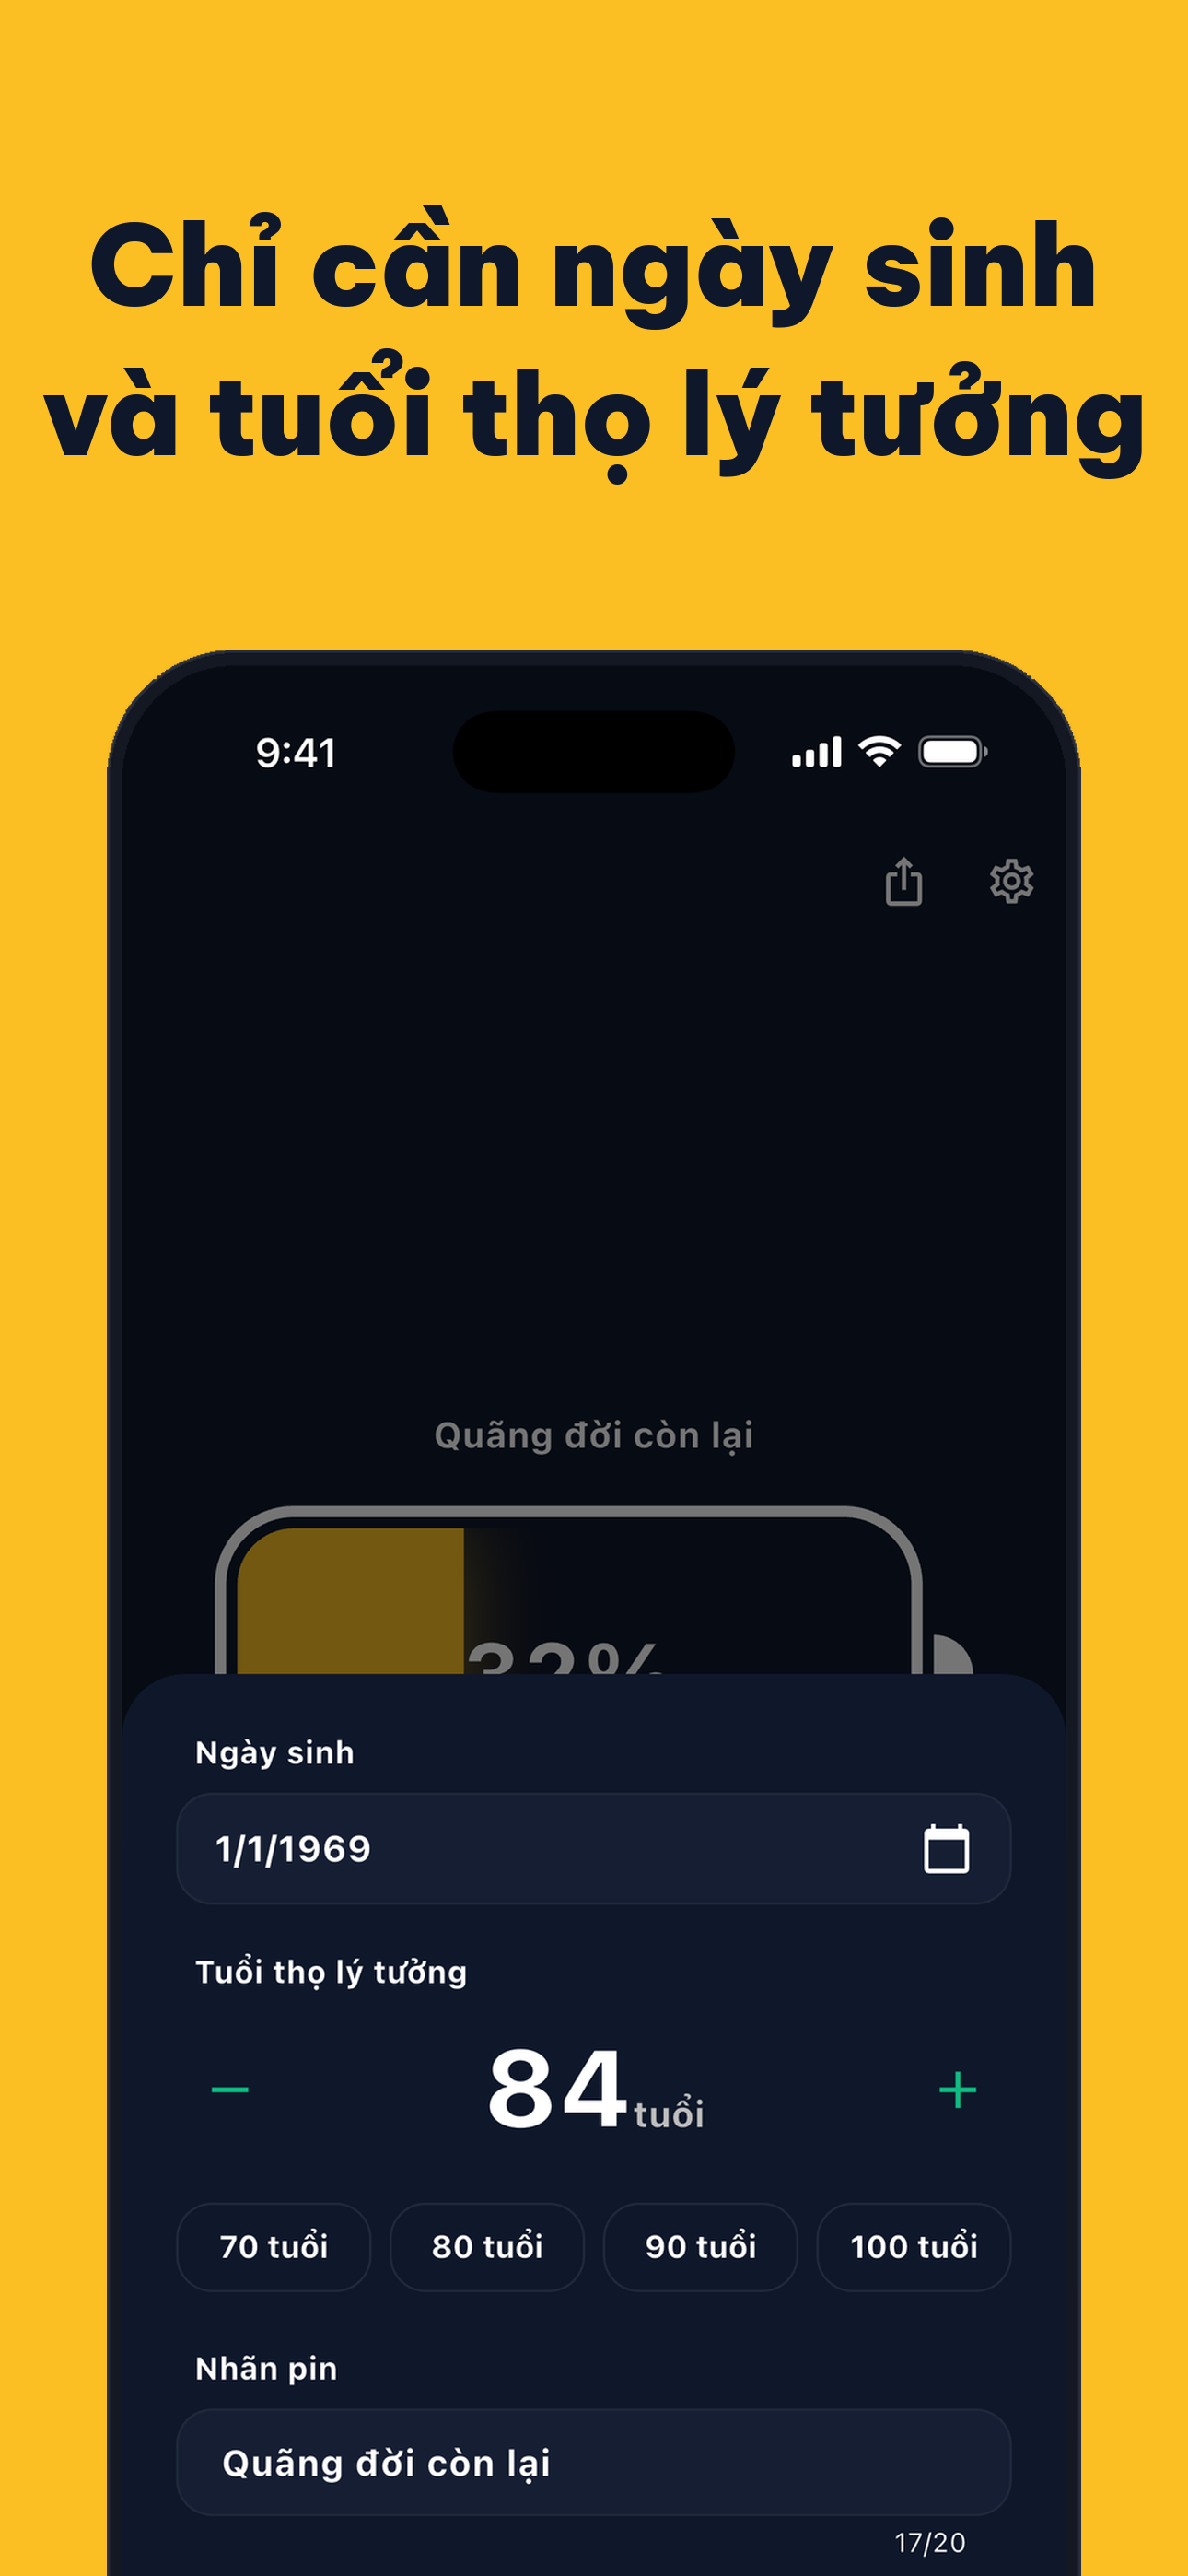 Chỉ cần ngày sinh
và tuổi thọ lý tưởng
9:41
Quãng đời còn lại
32%
Ngày sinh
1/1/1969
Tuổi thọ lý tưởng
84 tuổi
70 tuổi 80 tuổi 90 tuổi 100 tuổi
Nhãn pin
Quãng đời còn lại
17/20